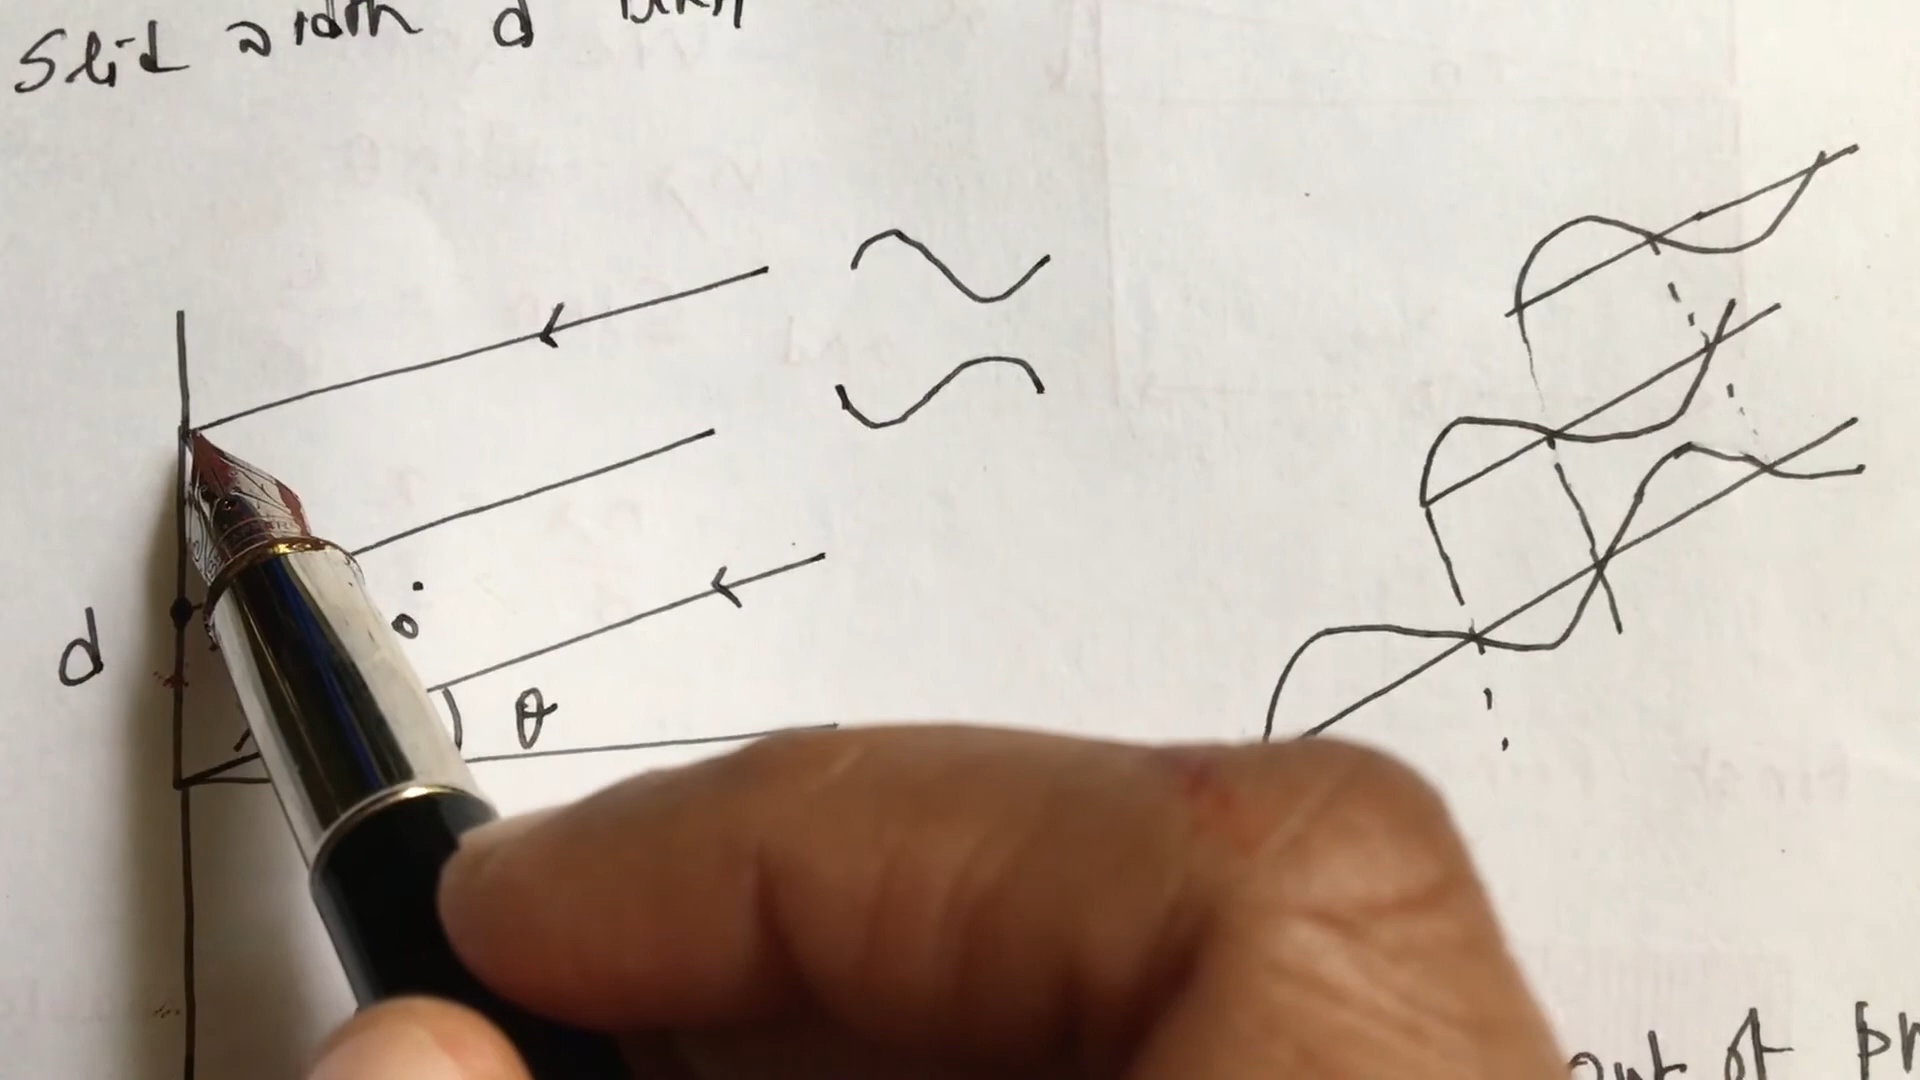 Slit width d
d
θ
out of